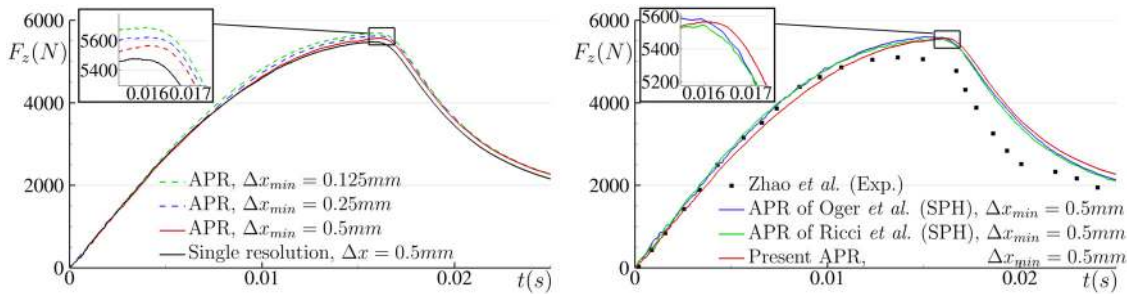 6000
F_z(N)
5600
5400
0.016 0.017
4000
2000
APR, Δx_min = 0.125mm
APR, Δx_min = 0.25mm
APR, Δx_min = 0.5mm
Single resolution, Δx = 0.5mm
0
0 0.01 0.02 t(s)
6000
F_z(N)
5600
5400
5200
0.016 0.017
4000
2000
Zhao et al. (Exp.)
APR of Oger et al. (SPH), Δx_min = 0.5mm
APR of Ricci et al. (SPH), Δx_min = 0.5mm
Present APR, Δx_min = 0.5mm
0
0 0.01 0.02 t(s)